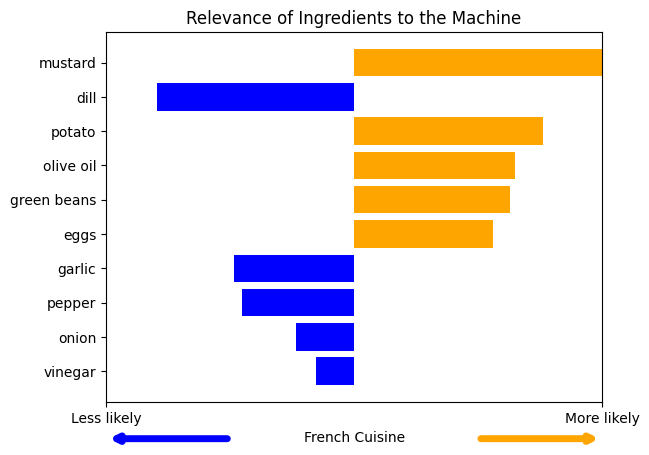 Relevance of Ingredients to the Machine
mustard
dill
potato
olive oil
green beans
eggs
garlic
pepper
onion
vinegar
Less likely
More likely
French Cuisine